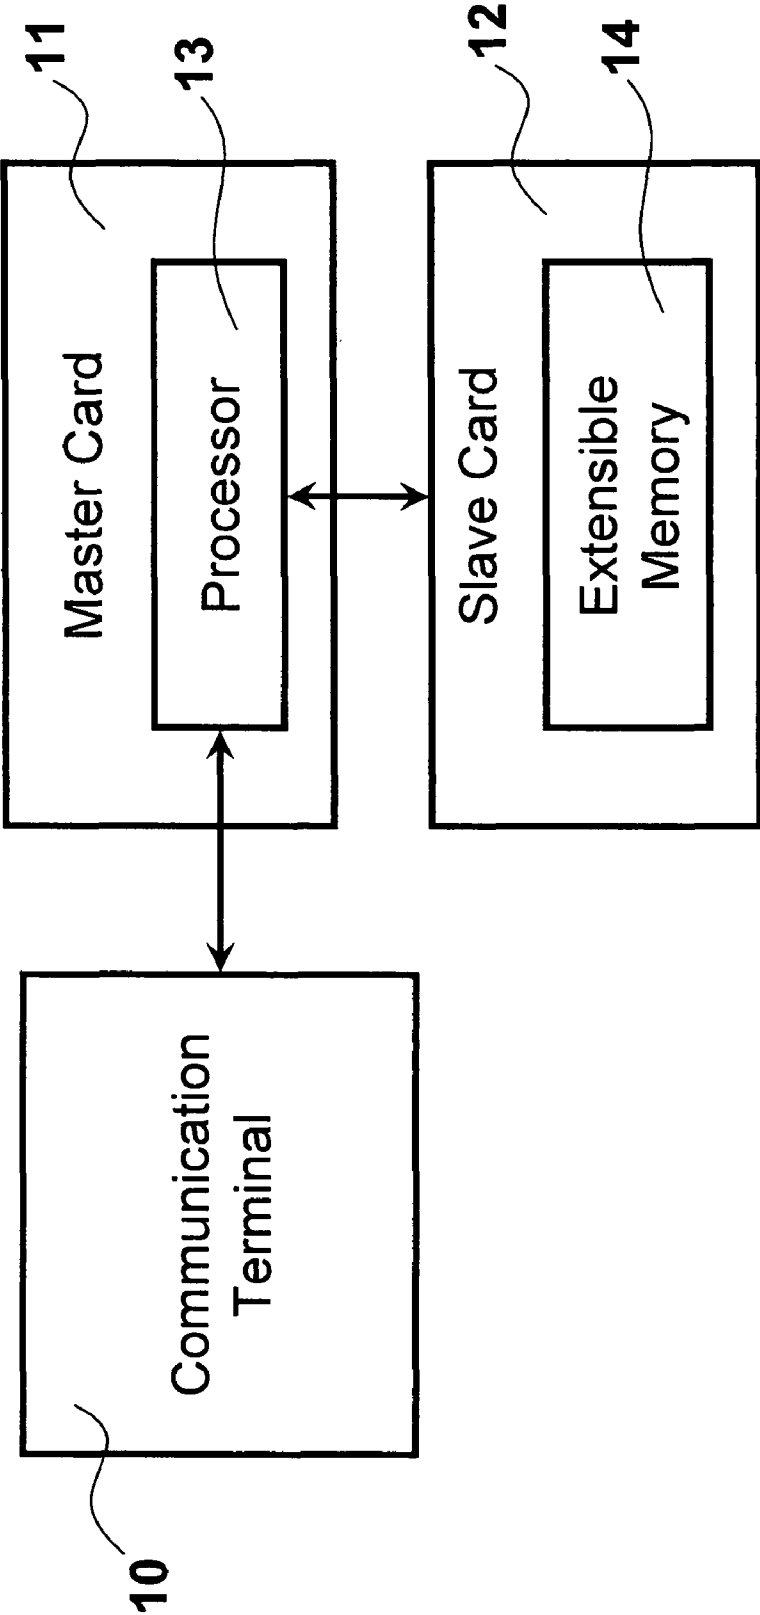 11
Master Card
13
Processor
12
Slave Card
14
Extensible
Memory
10
Communication
Terminal